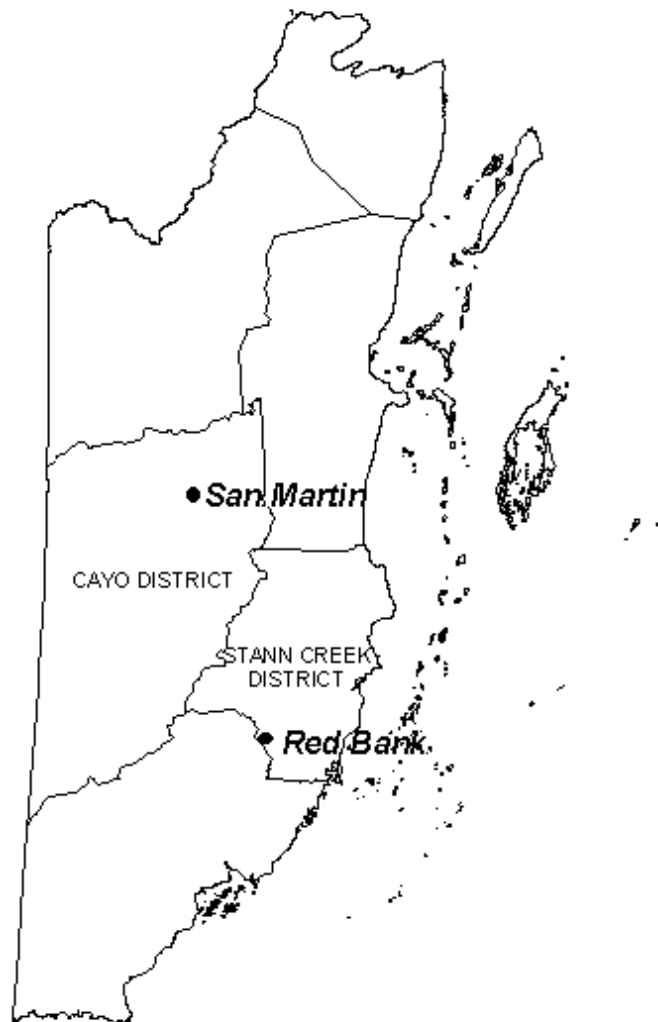 San Martin
CAYO DISTRICT
STANN CREEK
DISTRICT
Red Bank